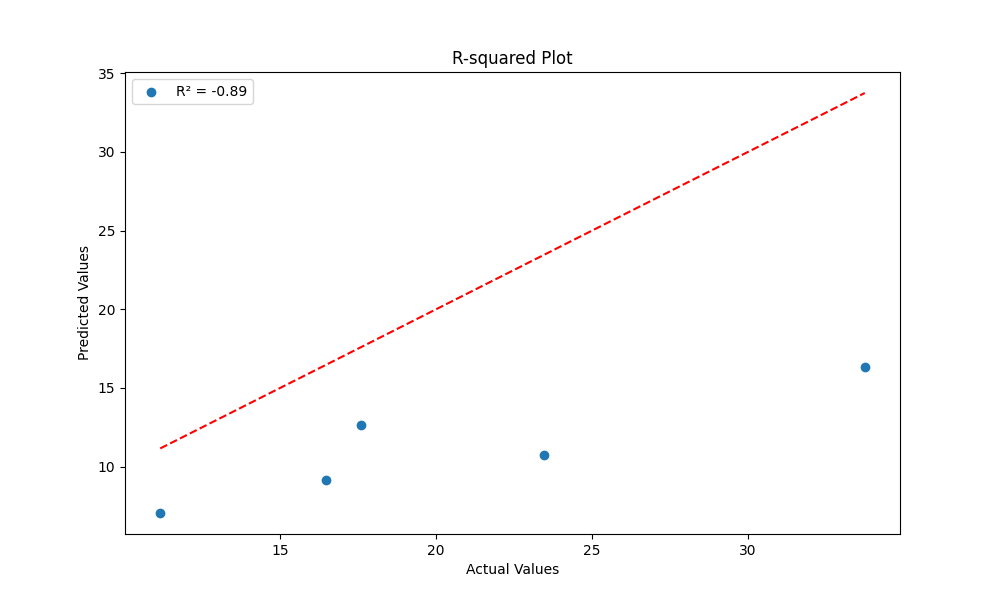 R-squared Plot
R² = -0.89
35
30
25
20
15
10
Predicted Values
15 20 25 30
Actual Values